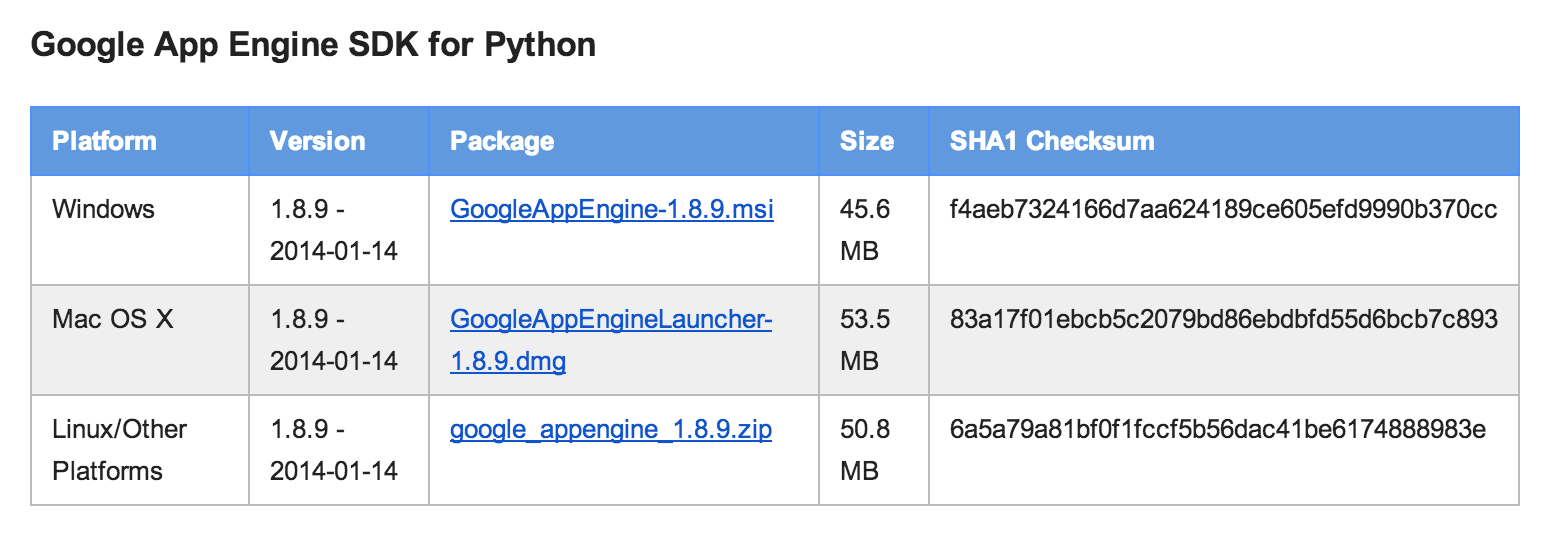 Google App Engine SDK for Python
Platform Version Package Size SHA1 Checksum
Windows 1.8.9 - GoogleAppEngine-1.8.9.msi 45.6 f4aeb7324166d7aa624189ce605efd9990b370cc
2014-01-14 MB
Mac OS X 1.8.9 - GoogleAppEngineLauncher- 53.5 83a17f01ebcb5c2079bd86ebdbfd55d6bcb7c893
2014-01-14 1.8.9.dmg MB
Linux/Other 1.8.9 - google_appengine_1.8.9.zip 50.8 6a5a79a81bf0f1fccf5b56dac41be6174888983e
Platforms 2014-01-14 MB